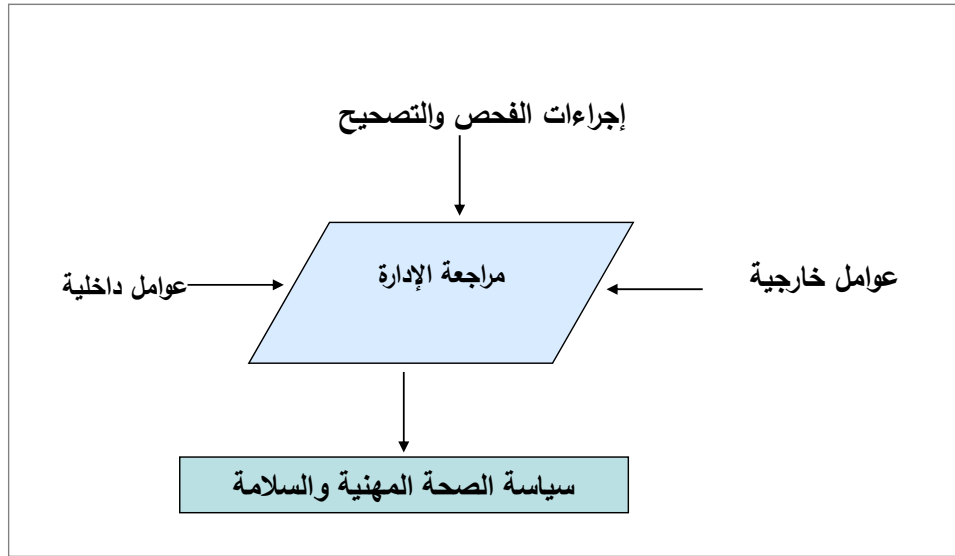 إجراءات الفحص والتصحيح
مراجعة الإدارة
عوامل خارجية
عوامل داخلية
سياسة الصحة المهنية والسلامة